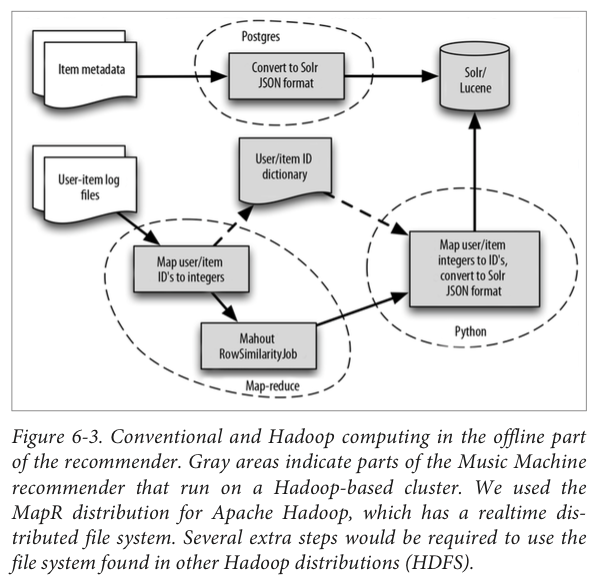 Postgres
Item metadata
Convert to Solr
JSON format
Solr/
Lucene
User-item log
files
User/item ID
dictionary
Map user/item
ID's to integers
Map user/item
integers to ID's,
convert to Solr
JSON format
Mahout
RowSimilarityJob
Python
Map-reduce
Figure 6-3. Conventional and Hadoop computing in the offline part
of the recommender. Gray areas indicate parts of the Music Machine
recommender that run on a Hadoop-based cluster. We used the
MapR distribution for Apache Hadoop, which has a realtime dis-
tributed file system. Several extra steps would be required to use the
file system found in other Hadoop distributions (HDFS).